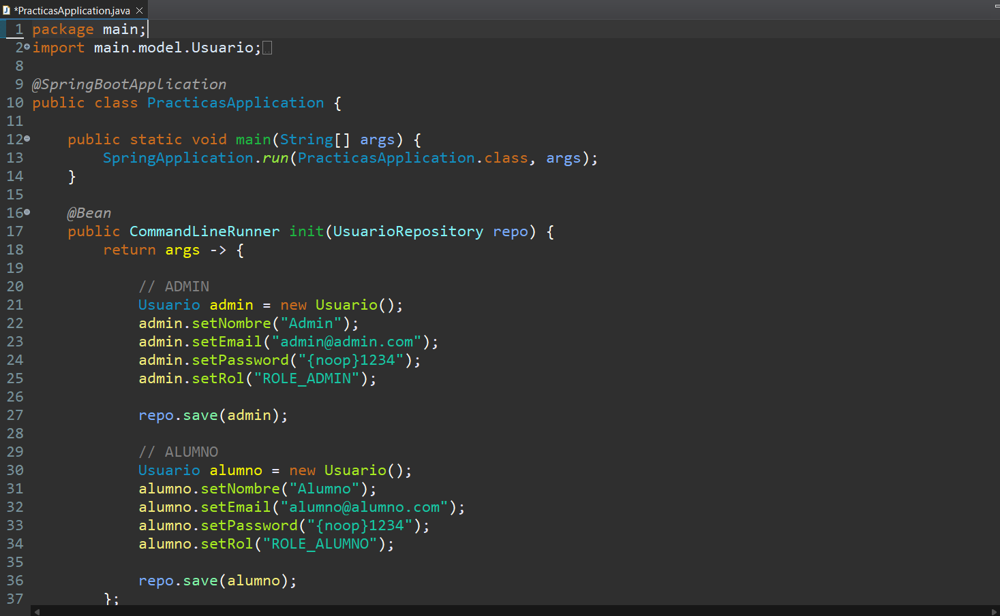 *PracticasApplication.java
1 package main;
2 import main.model.Usuario;
8
9 @SpringBootApplication
10 public class PracticasApplication {
11
12 public static void main(String[] args) {
13 SpringApplication.run(PracticasApplication.class, args);
14 }
15
16 @Bean
17 public CommandLineRunner init(UsuarioRepository repo) {
18 return args -> {
19
20 // ADMIN
21 Usuario admin = new Usuario();
22 admin.setNombre("Admin");
23 admin.setEmail("admin@admin.com");
24 admin.setPassword("{noop}1234");
25 admin.setRol("ROLE_ADMIN");
26
27 repo.save(admin);
28
29 // ALUMNO
30 Usuario alumno = new Usuario();
31 alumno.setNombre("Alumno");
32 alumno.setEmail("alumno@alumno.com");
33 alumno.setPassword("{noop}1234");
34 alumno.setRol("ROLE_ALUMNO");
35
36 repo.save(alumno);
37 };